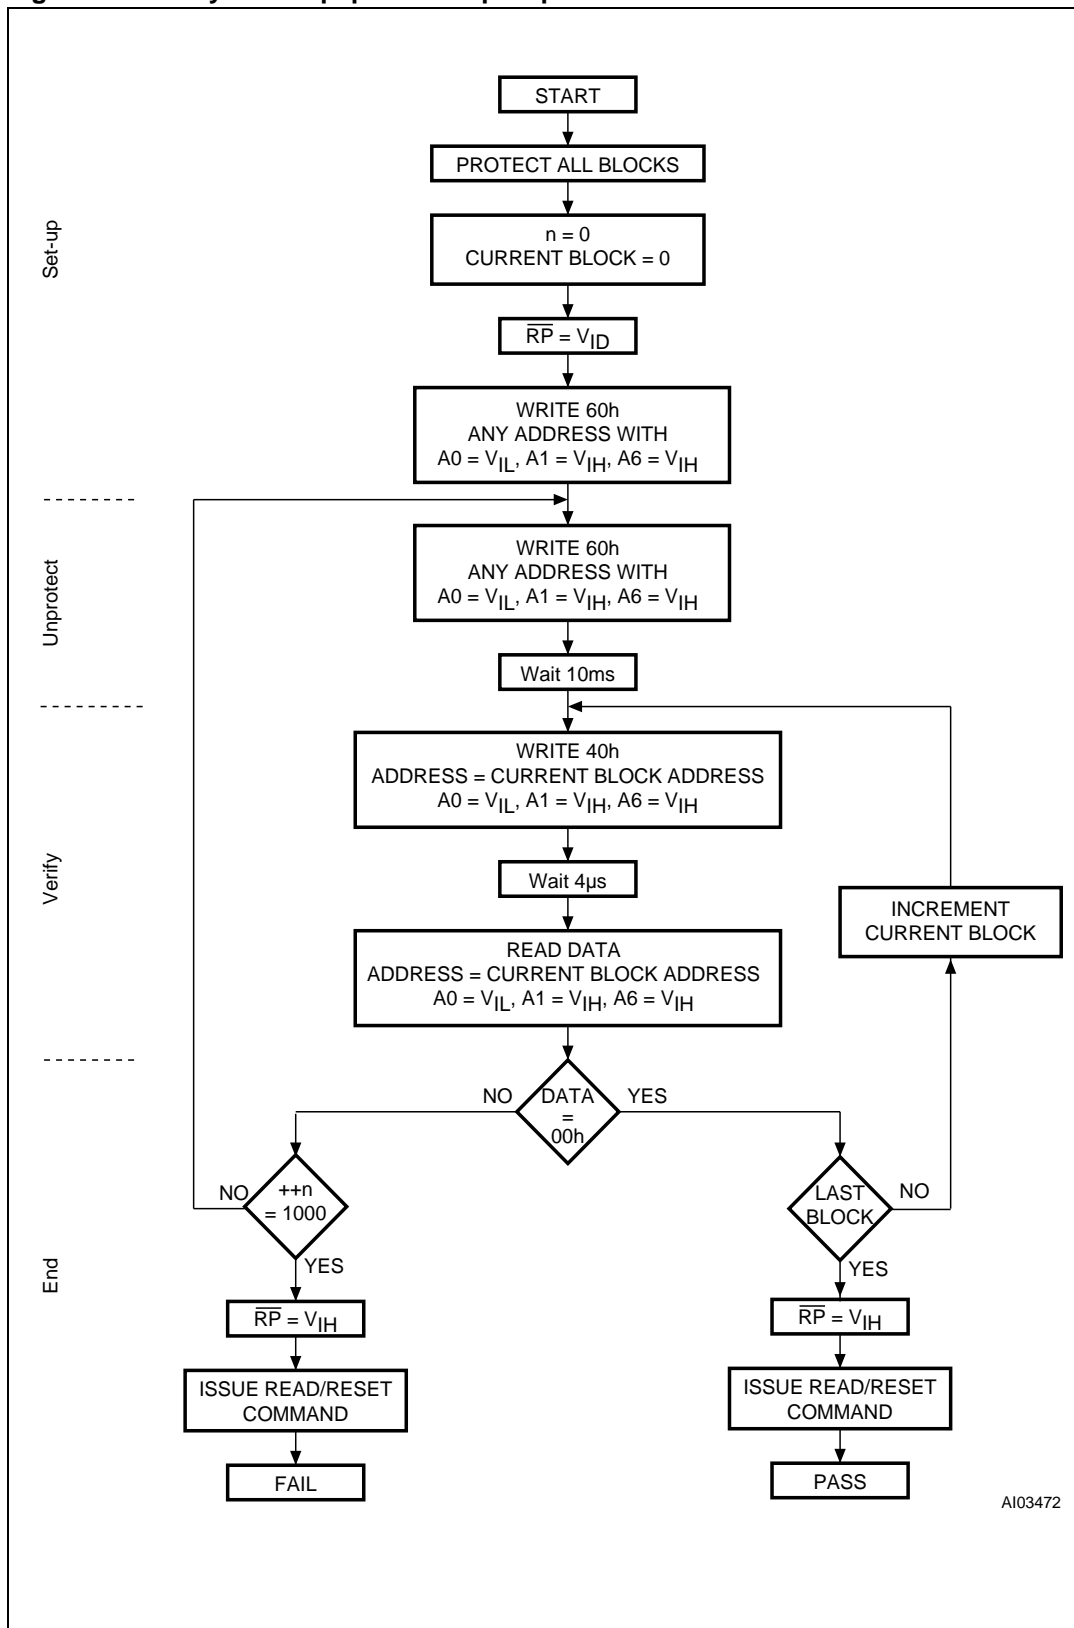 START
PROTECT ALL BLOCKS
Set-up
n = 0
CURRENT BLOCK = 0
RP = VID
WRITE 60h
ANY ADDRESS WITH
A0 = VIL, A1 = VIH, A6 = VIH
Unprotect
WRITE 60h
ANY ADDRESS WITH
A0 = VIL, A1 = VIH, A6 = VIH
Wait 10ms
Verify
WRITE 40h
ADDRESS = CURRENT BLOCK ADDRESS
A0 = VIL, A1 = VIH, A6 = VIH
Wait 4µs
INCREMENT
CURRENT BLOCK
READ DATA
ADDRESS = CURRENT BLOCK ADDRESS
A0 = VIL, A1 = VIH, A6 = VIH
End
NO
DATA
=
00h
YES
NO
++n
= 1000
YES
LAST
BLOCK
NO
YES
RP = VIH
RP = VIH
ISSUE READ/RESET
COMMAND
ISSUE READ/RESET
COMMAND
FAIL
PASS
AI03472